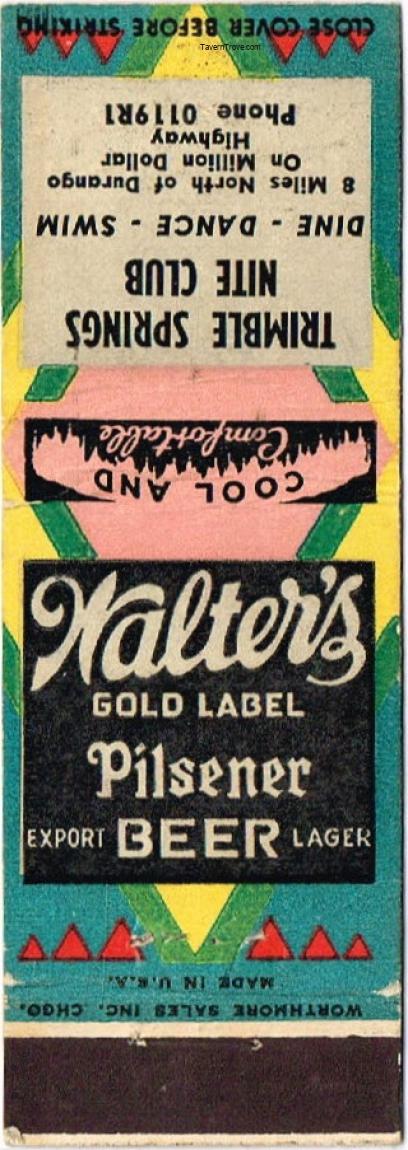 CLOSE COVER BEFORE STRIKING
TavernTrove.com
TRIMBLE SPRINGS
NITE CLUB
DINE - DANCE - SWIM
8 Miles North of Durango
On Million Dollar
Highway
Phone 0119R1
COOL AND
Comfortable
Walter's
GOLD LABEL
Pilsener
EXPORT BEER LAGER
WORTHMORE SALES INC. CHGO.
MADE IN U.S.A.